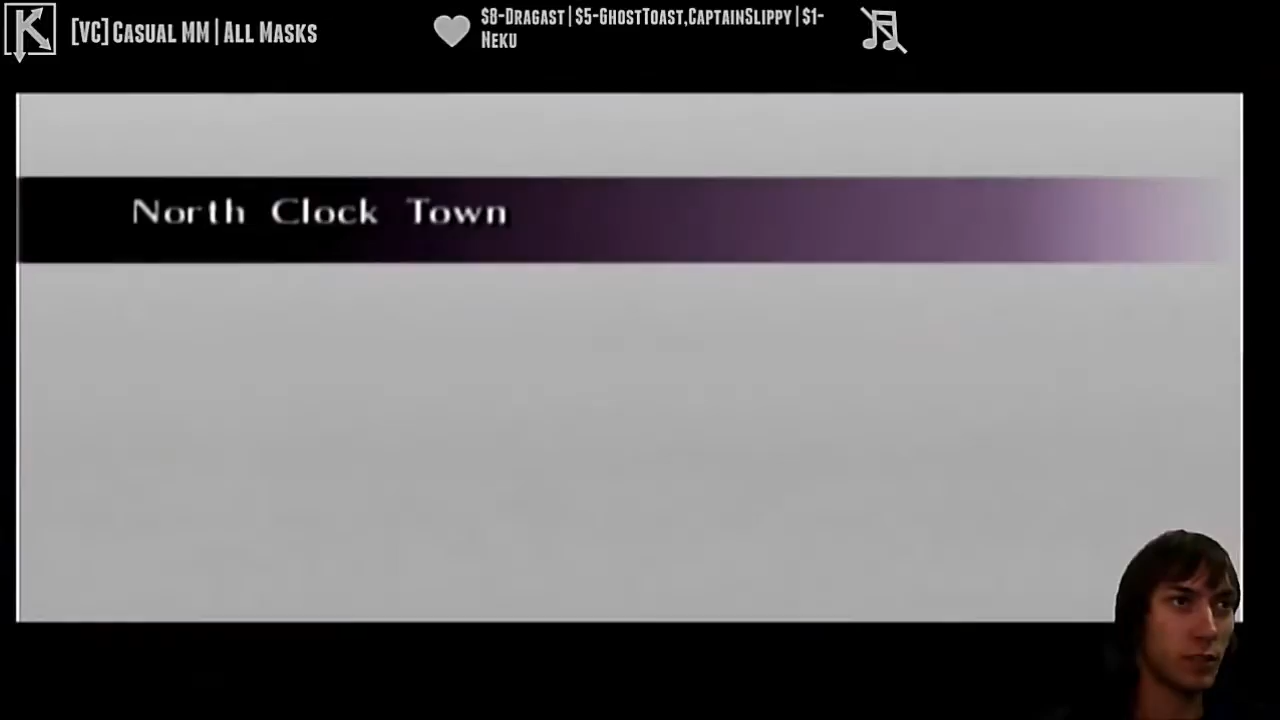 [VC] Casual MM | All Masks
$8-Dragast | $5-GhostToast,CaptainSlippy | $1-
Neku
North Clock Town